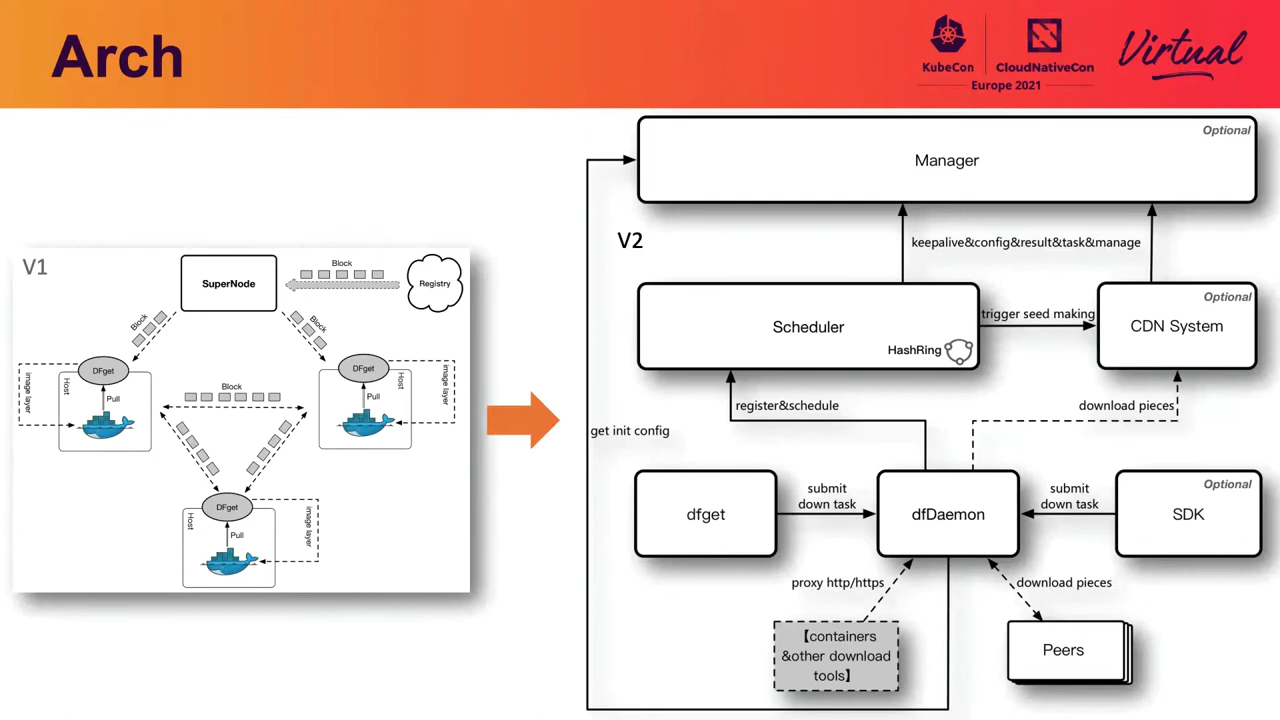 Arch
KubeCon
CloudNativeCon
Europe 2021
Virtual
V1
SuperNode
Block
Registry
Block
Block
DFget
Host
Pull
image layer
DFget
Host
Pull
image layer
Block
DFget
Host
Pull
image layer
V2
Optional
Manager
keepalive&config&result&task&manage
Scheduler
HashRing
trigger seed making
Optional
CDN System
register&schedule
download pieces
get init config
dfget
submit
down task
dfDaemon
submit
down task
Optional
SDK
proxy http/https
download pieces
【containers
&other download
tools】
Peers